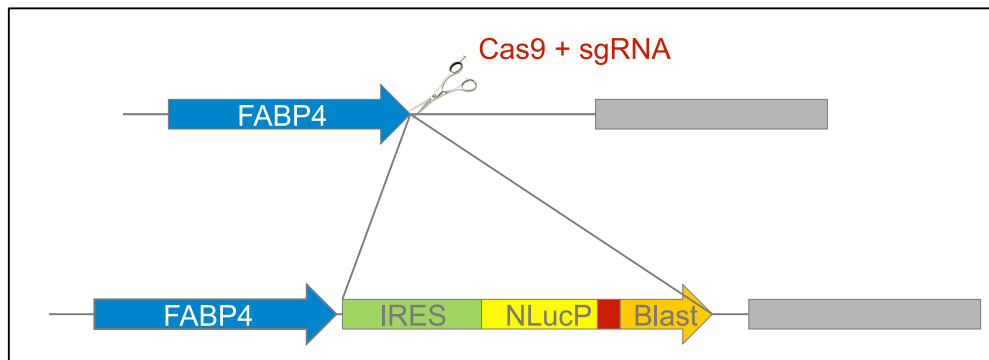 Cas9 + sgRNA
FABP4
FABP4
IRES
NLucP
Blast